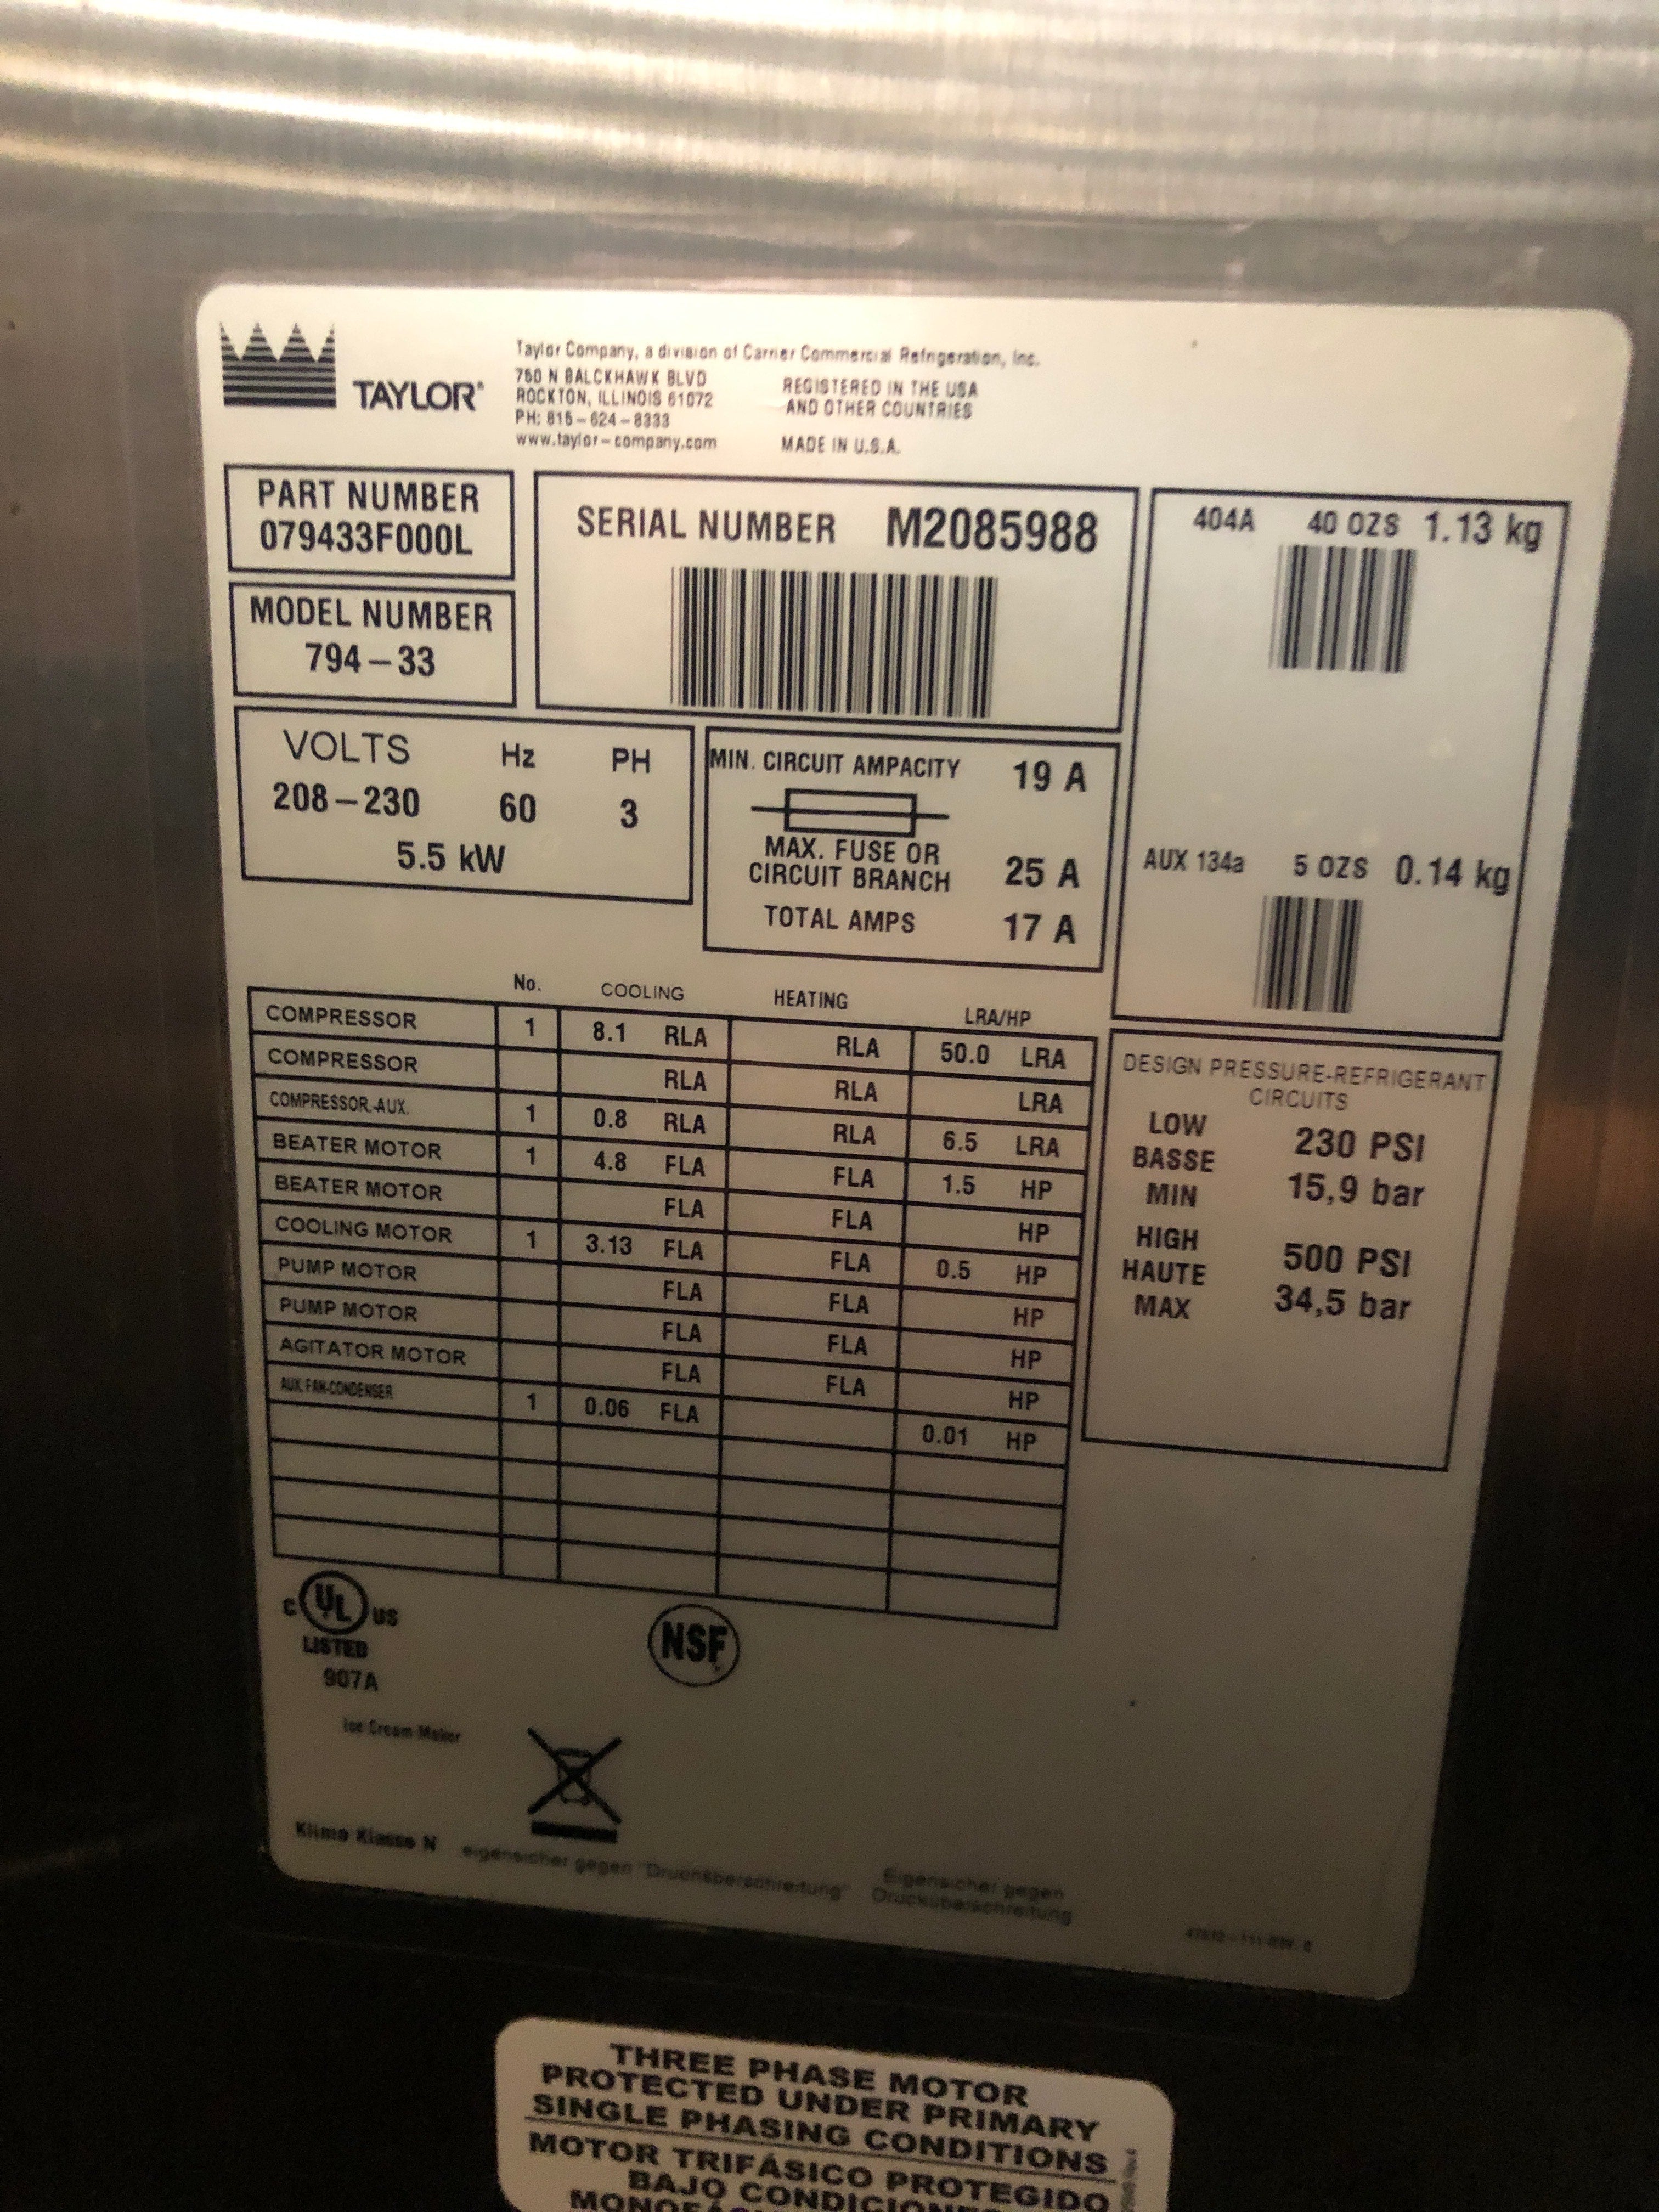 TAYLOR®
Taylor Company, a division of Carrier Commercial Refrigeration, Inc.
750 N BALCKHAWK BLVD
ROCKTON, ILLINOIS 61072
PH: 815-624-8333
www.taylor-company.com
REGISTERED IN THE USA
AND OTHER COUNTRIES
MADE IN U.S.A.
PART NUMBER
079433F000L
MODEL NUMBER
794-33
SERIAL NUMBER M2085988
404A 40 OZS 1.13 kg
AUX 134a 5 OZS 0.14 kg
VOLTS Hz PH
208-230 60 3
5.5 kW
MIN. CIRCUIT AMPACITY 19 A
MAX. FUSE OR
CIRCUIT BRANCH 25 A
TOTAL AMPS 17 A
No. COOLING HEATING LRA/HP
COMPRESSOR 1 8.1 RLA RLA 50.0 LRA
COMPRESSOR RLA RLA LRA
COMPRESSOR.-AUX. 1 0.8 RLA RLA 6.5 LRA
BEATER MOTOR 1 4.8 FLA FLA 1.5 HP
BEATER MOTOR FLA FLA HP
COOLING MOTOR 1 3.13 FLA FLA 0.5 HP
PUMP MOTOR FLA FLA HP
PUMP MOTOR FLA FLA HP
AGITATOR MOTOR FLA FLA HP
AUX. FAN-CONDENSER 1 0.06 FLA 0.01 HP
DESIGN PRESSURE-REFRIGERANT
CIRCUITS
LOW
BASSE
MIN
230 PSI
15,9 bar
HIGH
HAUTE
MAX
500 PSI
34,5 bar
C UL US
LISTED
907A
NSF
Ice Cream Maker
Klima Klasse N
eigensicher gegen "Druchsberschreitung"
Eigensicher gegen
Drucküberschreitung
THREE PHASE MOTOR
PROTECTED UNDER PRIMARY
SINGLE PHASING CONDITIONS
MOTOR TRIFÁSICO PROTEGIDO
BAJO CONDICIONES